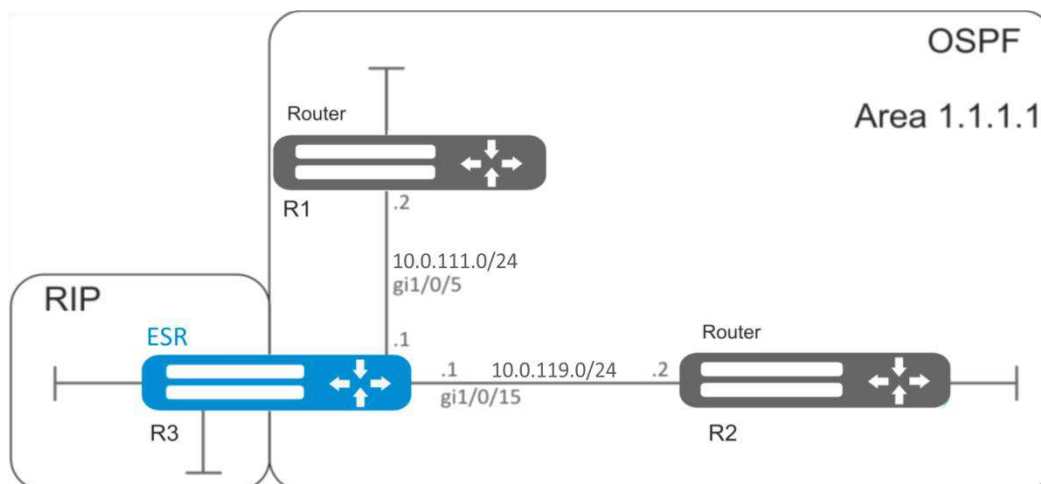 OSPF
Area 1.1.1.1
Router
R1
.2
10.0.111.0/24
gi1/0/5
RIP
ESR
.1
R3
.1 10.0.119.0/24 .2
gi1/0/15
Router
R2